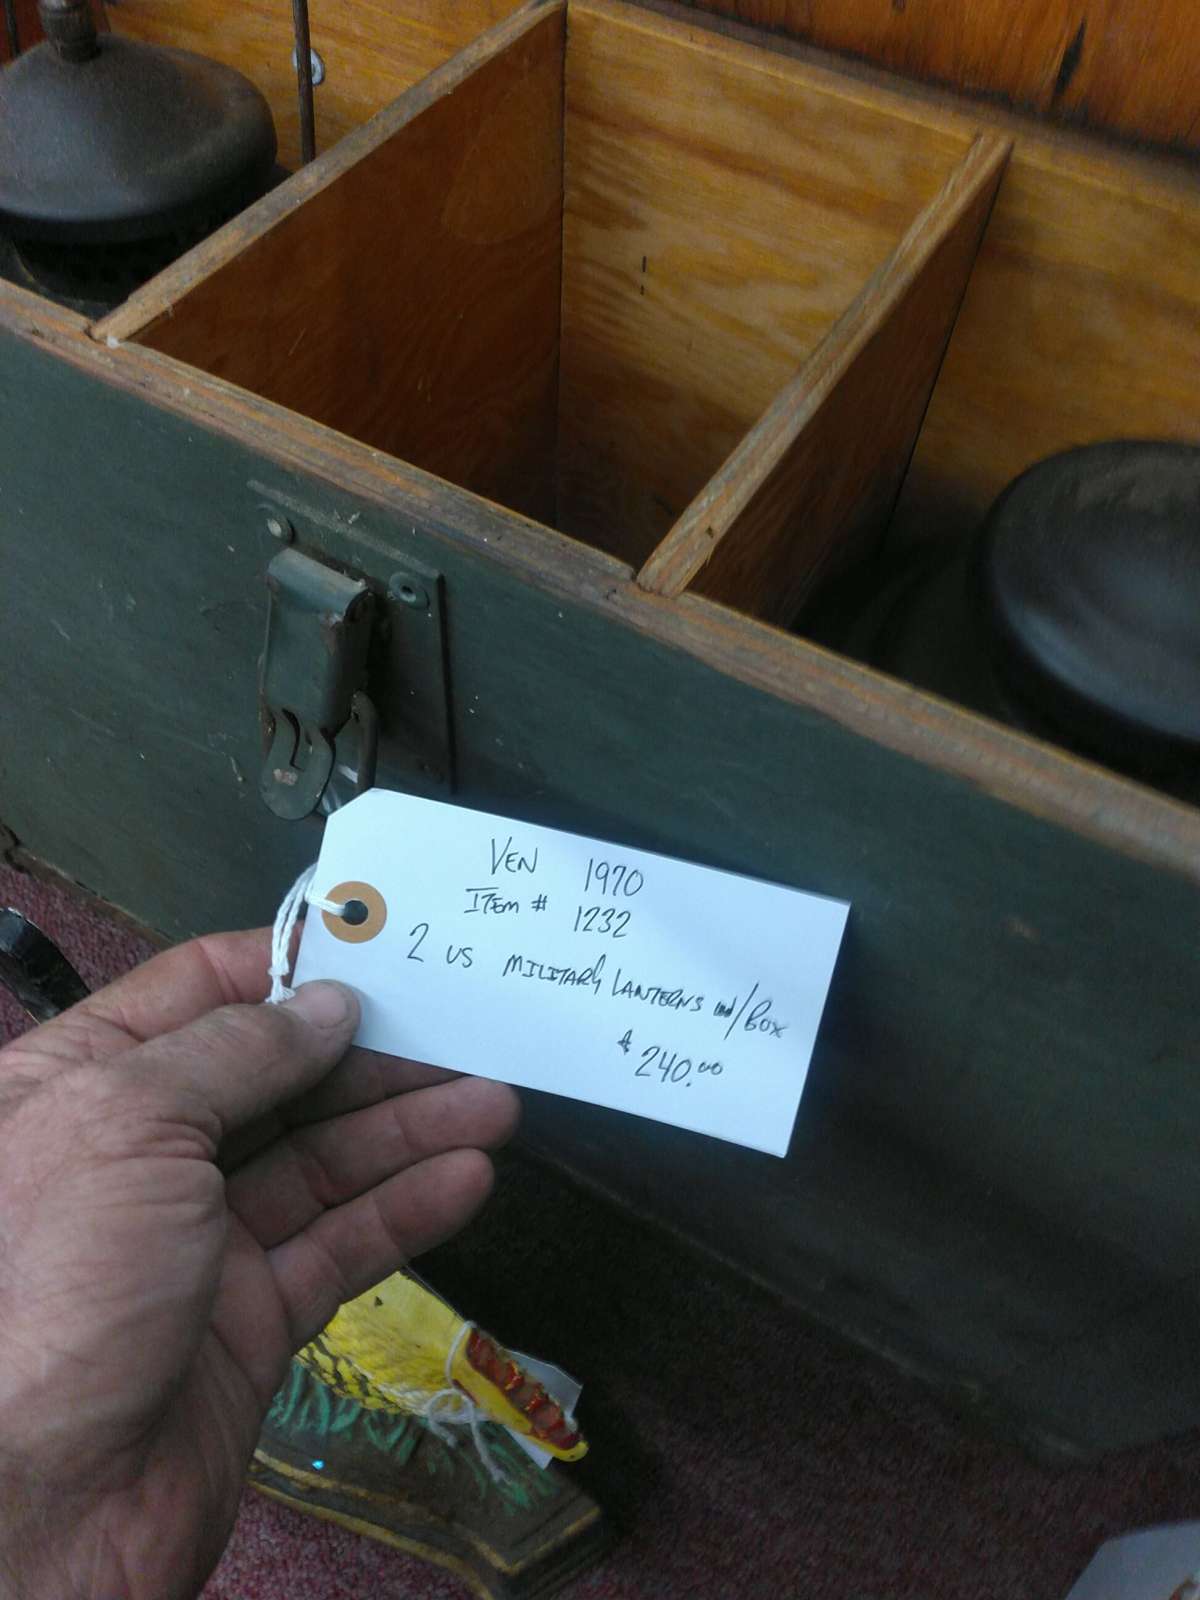 VEN 1970
ITEM # 1232
2 US MILITARY LANTERNS w/Box
$ 240.00